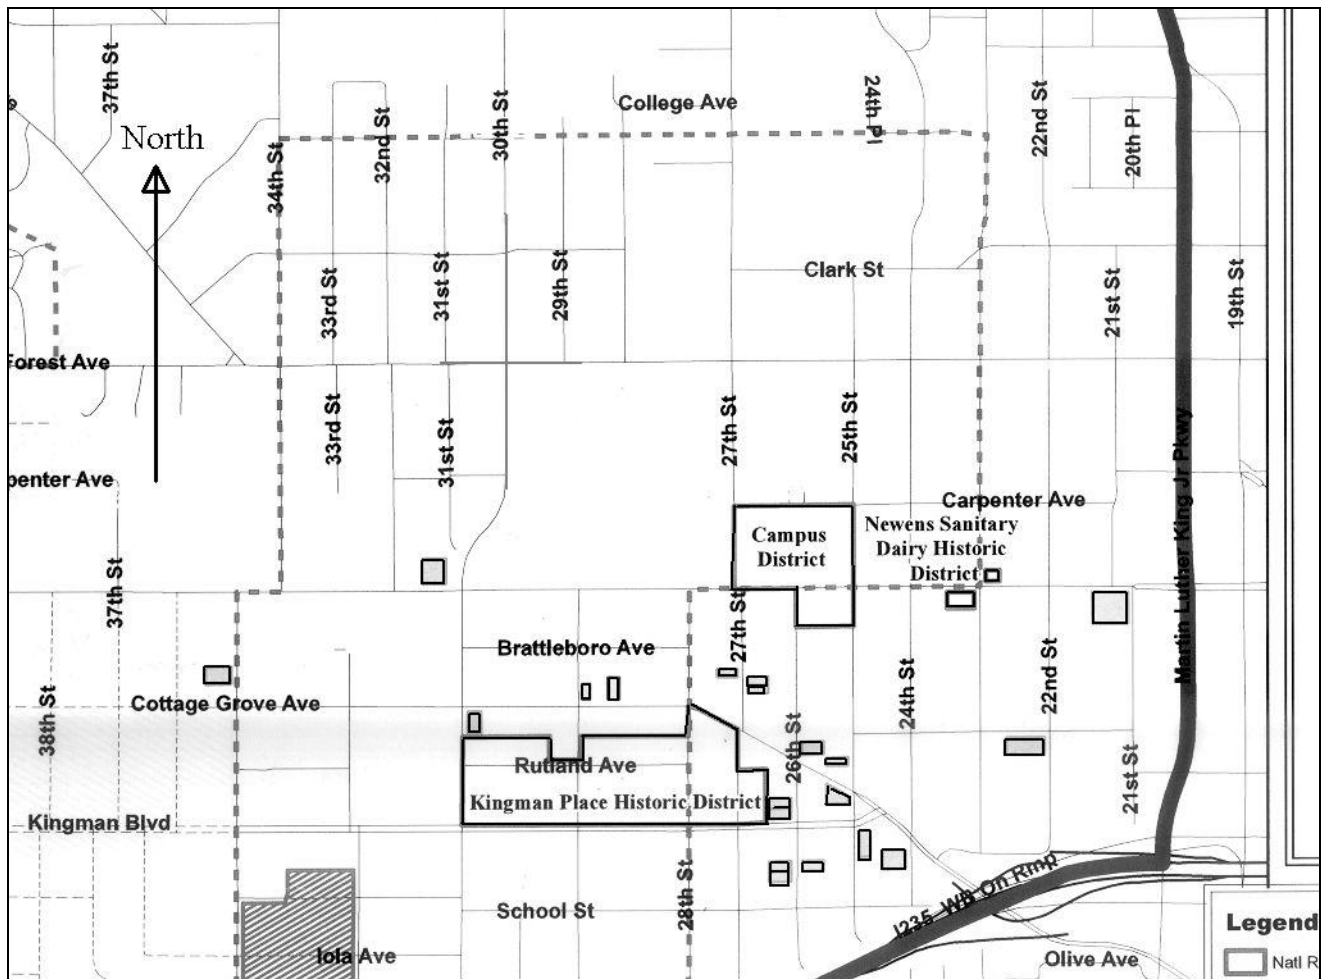 37th St
North
34th St
32nd St
30th St
College Ave
24th Pl
22nd St
20th Pl
33rd St
31st St
29th St
Clark St
21st St
19th St
Forest Ave
33rd St
31st St
27th St
25th St
Martin Luther King Jr Pkwy
penter Ave
Carpenter Ave
Campus
District
Newens Sanitary
Dairy Historic
District
37th St
27th St
Brattleboro Ave
24th St
22nd St
38th St
Cottage Grove Ave
26th St
Rutland Ave
21st St
Kingman Place Historic District
Kingman Blvd
28th St
I235 WB On Rmp
School St
Iola Ave
Olive Ave
Legend
Natl R